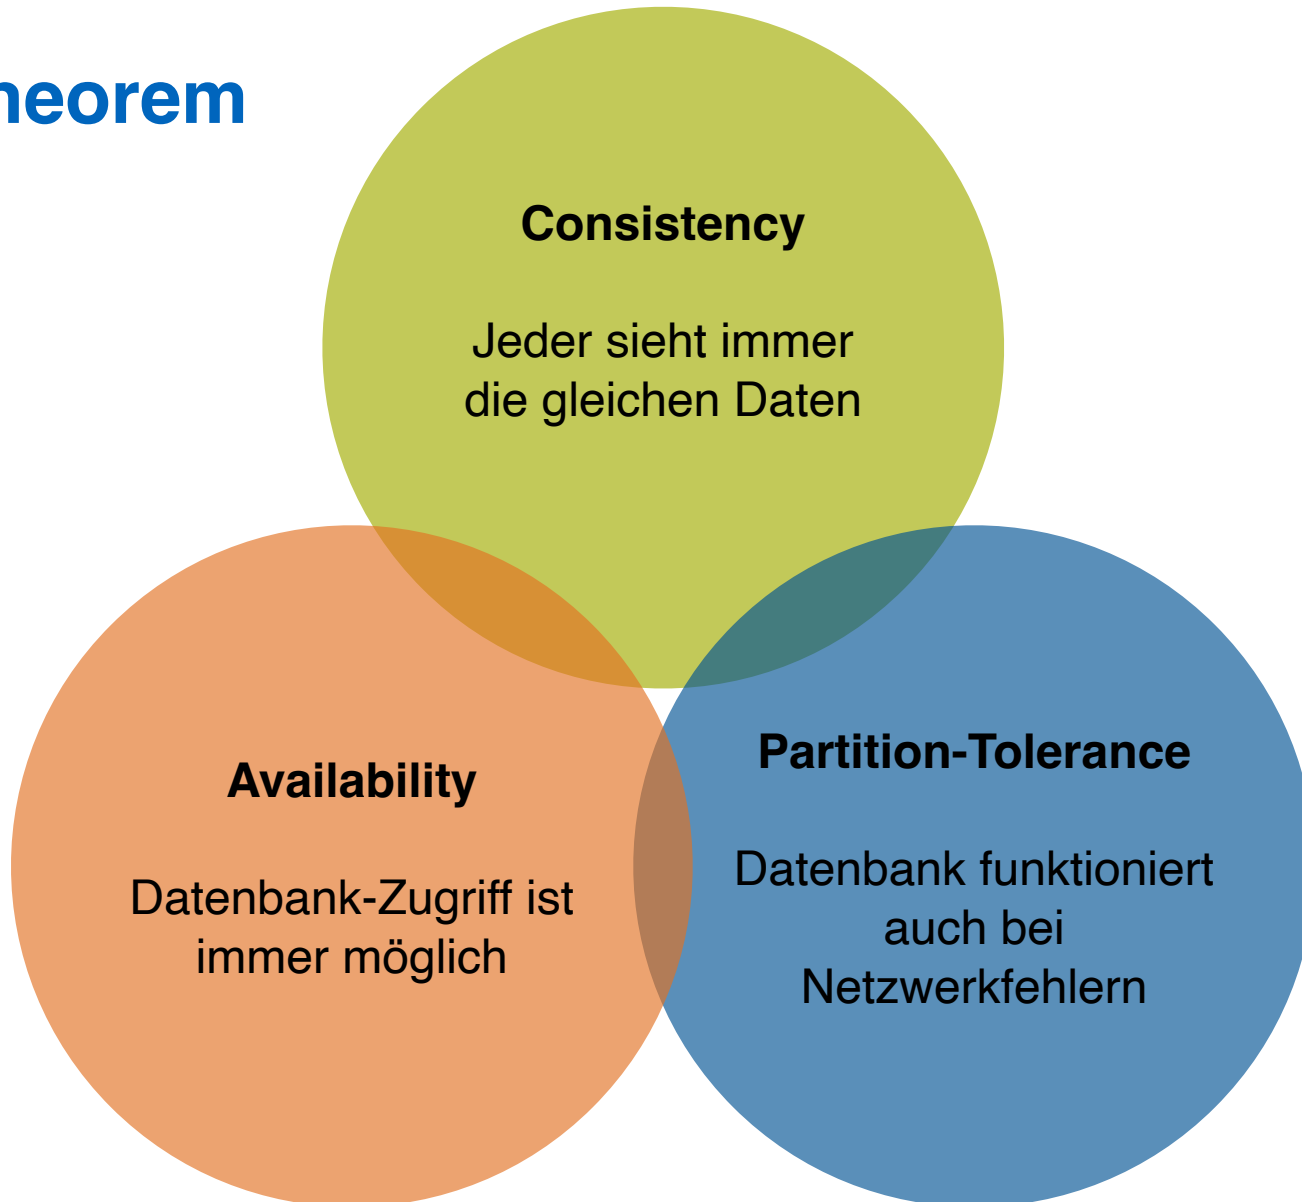 heorem
Consistency
Jeder sieht immer
die gleichen Daten
Availability
Datenbank-Zugriff ist
immer möglich
Partition-Tolerance
Datenbank funktioniert
auch bei
Netzwerkfehlern